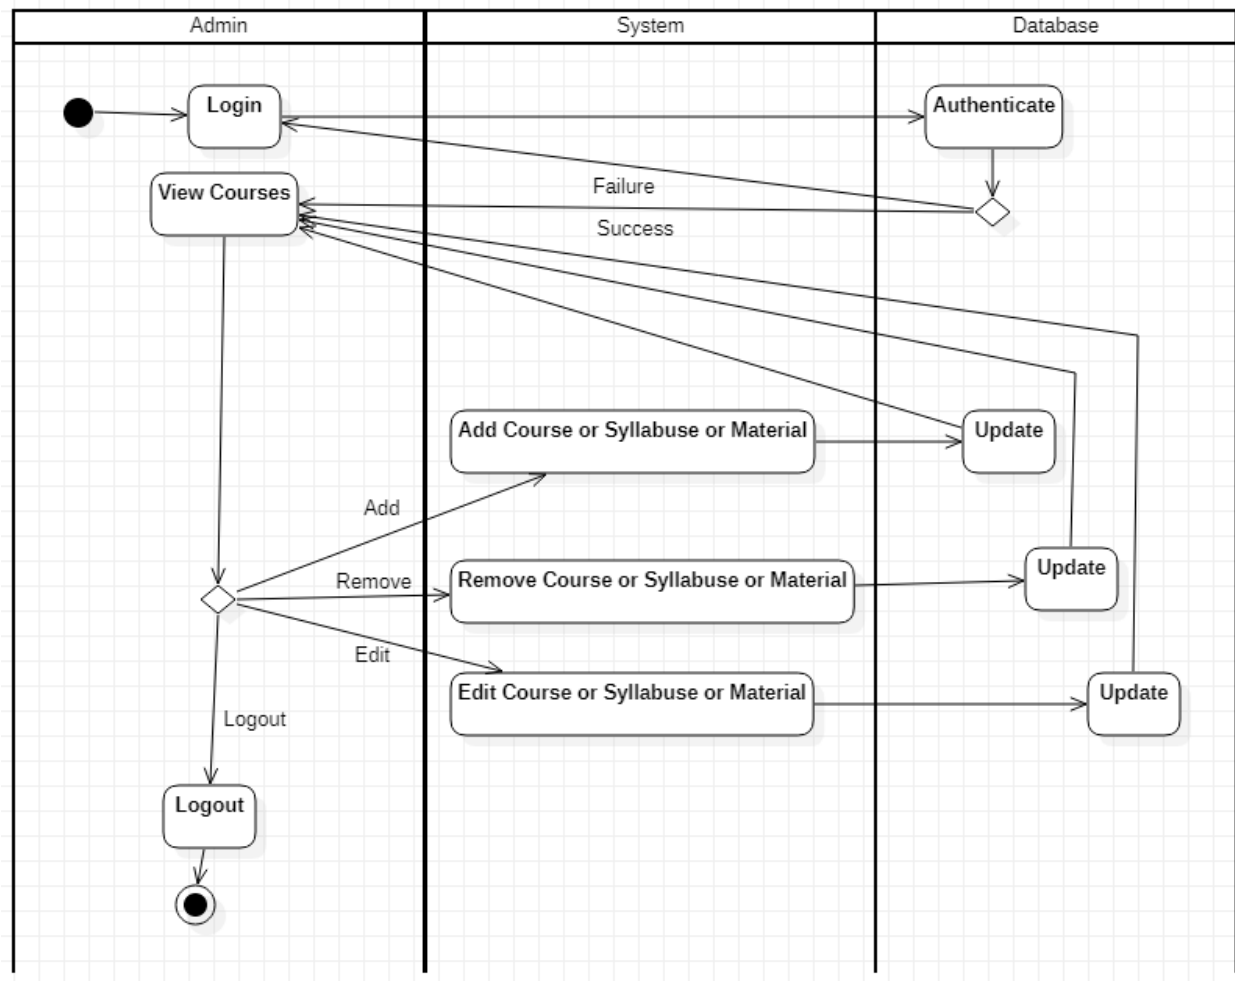 Admin
System
Database
Login
Authenticate
View Courses
Failure
Success
Add Course or Syllabuse or Material
Update
Add
Remove
Remove Course or Syllabuse or Material
Update
Edit
Edit Course or Syllabuse or Material
Update
Logout
Logout